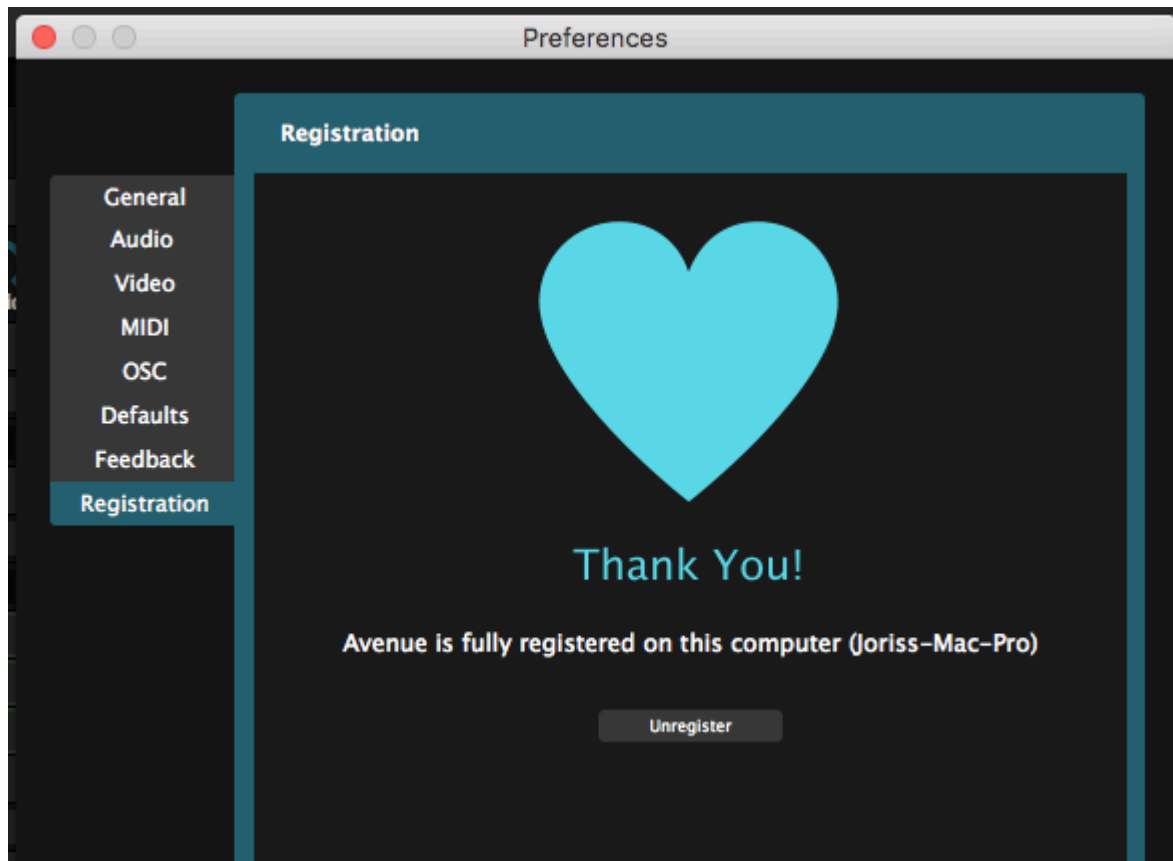 Preferences
Registration
General
Audio
Video
MIDI
OSC
Defaults
Feedback
Registration
Thank You!
Avenue is fully registered on this computer (Joriss-Mac-Pro)
Unregister